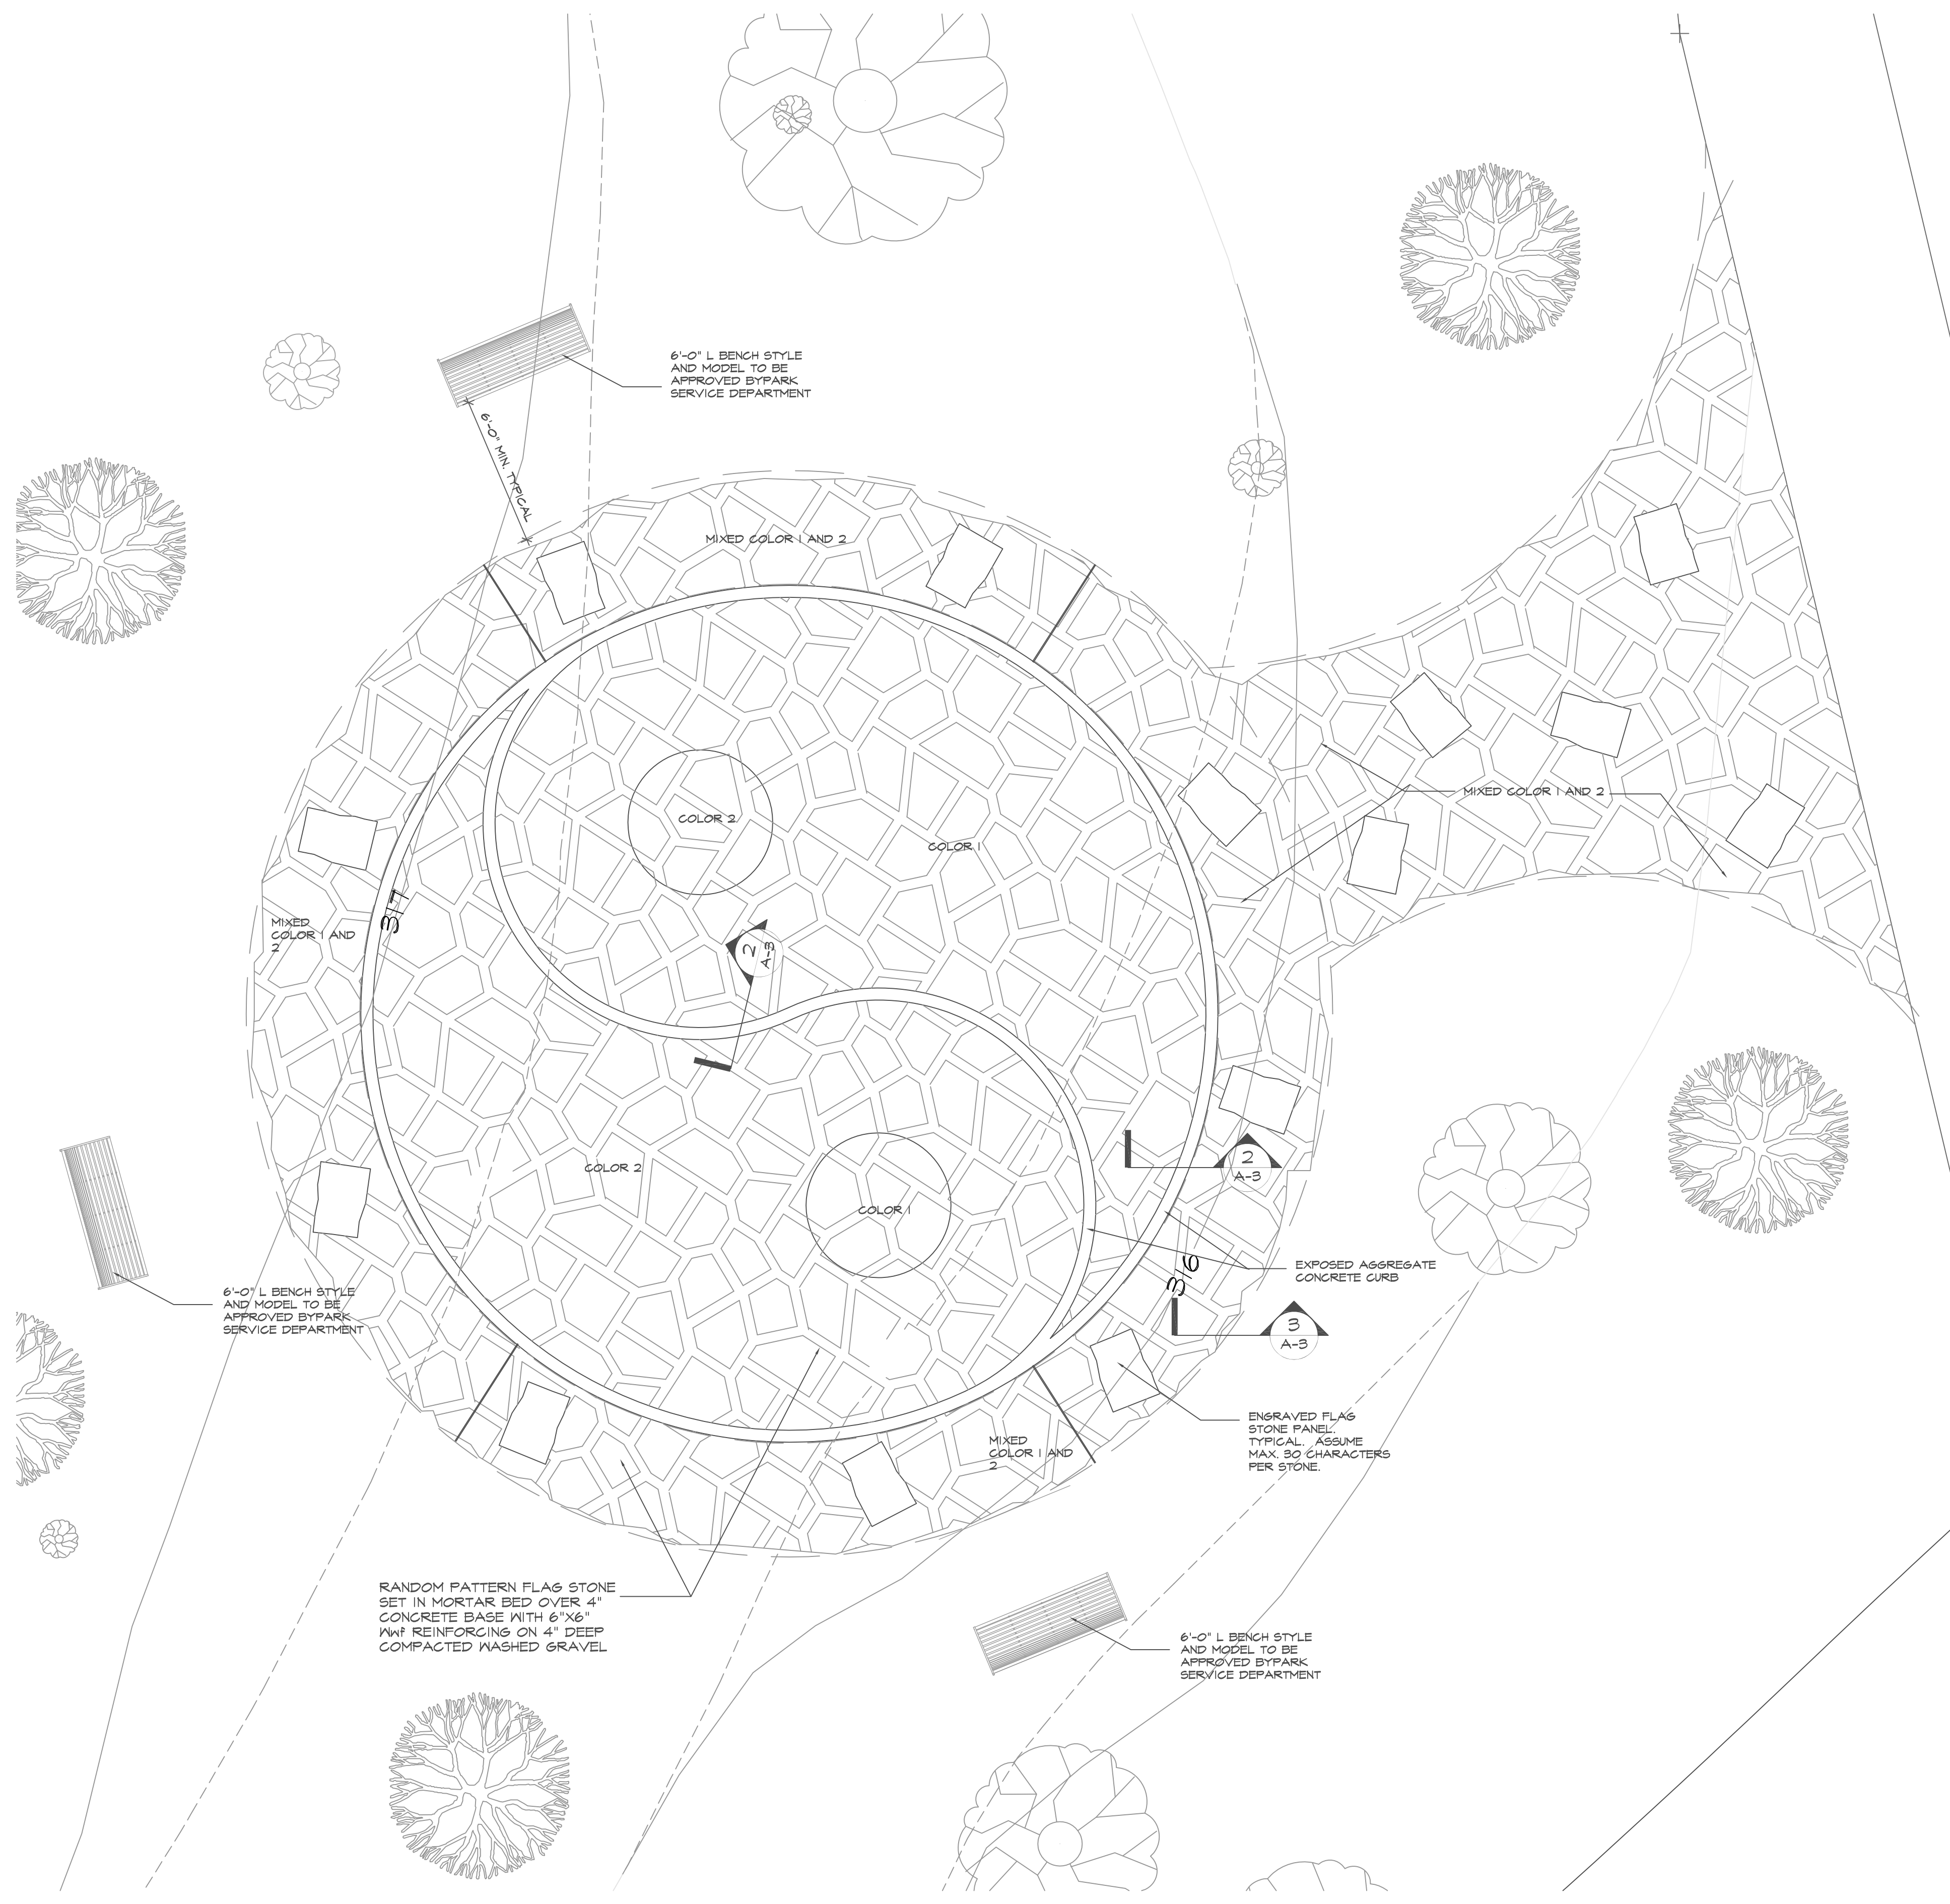 6'-0" L BENCH STYLE
AND MODEL TO BE
APPROVED BYPARK
SERVICE DEPARTMENT
6'-0" MIN. TYPICAL
MIXED COLOR 1 AND 2
MIXED COLOR 1 AND 2
COLOR 2
COLOR 1
317
MIXED
COLOR 1 AND
2
2
A-3
COLOR 2
COLOR 1
2
A-3
EXPOSED AGGREGATE
CONCRETE CURB
316
3
A-3
6'-0" L BENCH STYLE
AND MODEL TO BE
APPROVED BYPARK
SERVICE DEPARTMENT
ENGRAVED FLAG
STONE PANEL.
TYPICAL. ASSUME
MAX. 30 CHARACTERS
PER STONE.
MIXED
COLOR 1 AND
2
RANDOM PATTERN FLAG STONE
SET IN MORTAR BED OVER 4"
CONCRETE BASE WITH 6"X6"
Wwf REINFORCING ON 4" DEEP
COMPACTED WASHED GRAVEL
6'-0" L BENCH STYLE
AND MODEL TO BE
APPROVED BYPARK
SERVICE DEPARTMENT